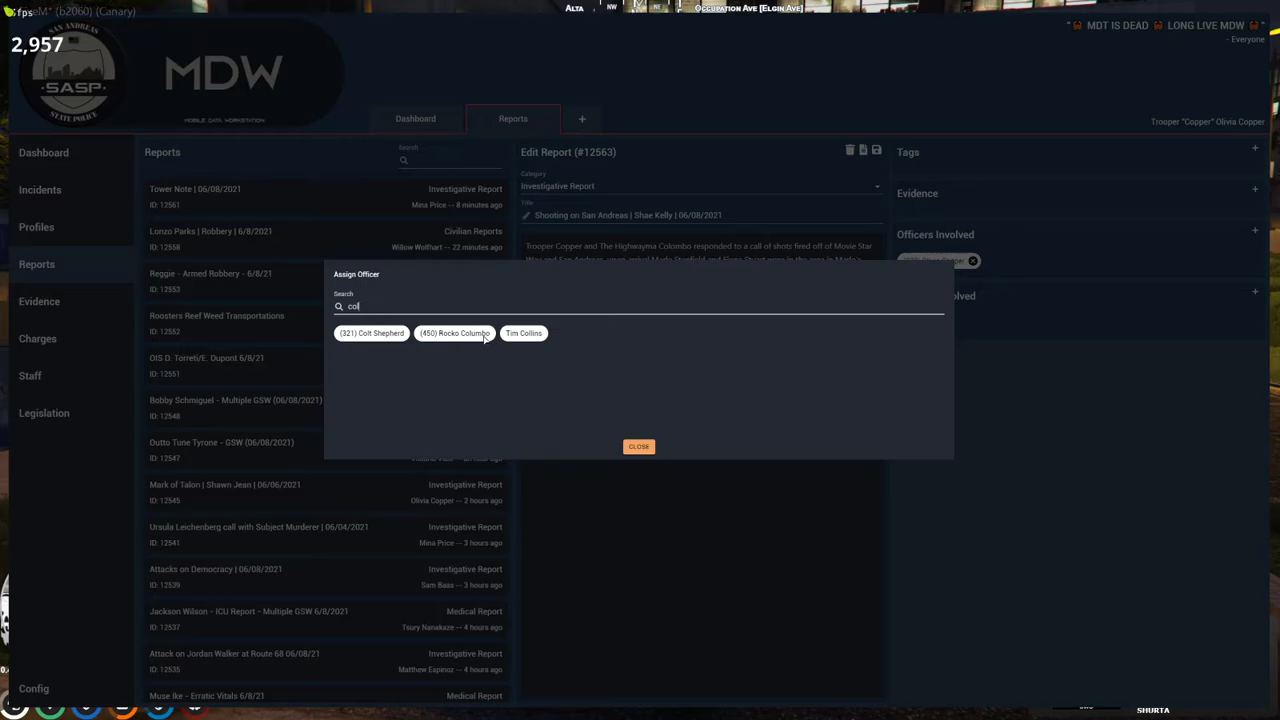 (b2060) (Canary)
fps
2,957
ALTA
NW
NE
Occupation Ave [Elgin Ave]
" MDT IS DEAD LONG LIVE MDW "
- Everyone
SAN ANDREAS
SASP
STATE POLICE
MDW
MOBILE DATA WORKSTATION
Dashboard
Reports
+
Trooper "Copper" Olivia Copper
Dashboard
Incidents
Profiles
Reports
Evidence
Charges
Staff
Legislation
Config
Reports
Search
Tower Note | 06/08/2021
Investigative Report
ID: 12561
Mina Price -- 8 minutes ago
Lonzo Parks | Robbery | 6/8/2021
Civilian Reports
ID: 12558
Willow Wolfhart -- 22 minutes ago
Reggie - Armed Robbery - 6/8/21
ID: 12553
Roosters Reef Weed Transportations
ID: 12552
OIS D. Torreti/E. Dupont 6/8/21
ID: 12551
Bobby Schmiguel - Multiple GSW (06/08/2021)
ID: 12548
Outto Tune Tyrone - GSW (06/08/2021)
ID: 12547
Mark of Talon | Shawn Jean | 06/06/2021
Investigative Report
ID: 12545
Olivia Copper -- 2 hours ago
Ursula Leichenberg call with Subject Murderer | 06/04/2021
Investigative Report
ID: 12541
Mina Price -- 3 hours ago
Attacks on Democracy | 06/08/2021
Investigative Report
ID: 12539
Sam Baas -- 3 hours ago
Jackson Wilson - ICU Report - Multiple GSW 6/8/2021
Medical Report
ID: 12537
Tsury Nanakaze -- 4 hours ago
Attack on Jordan Walker at Route 68 06/08/21
Investigative Report
ID: 12535
Matthew Espinoz -- 4 hours ago
Muse Ike - Erratic Vitals 6/8/21
Medical Report
Edit Report (#12563)
Category
Investigative Report
Title
Shooting on San Andreas | Shae Kelly | 06/08/2021
Trooper Copper and The Highwayma Colombo responded to a call of shots fired off of Movie Star
Tags
+
Evidence
+
Officers Involved
+
+
Assign Officer
Search
col
(321) Colt Shepherd
(450) Rocko Columbo
Tim Collins
CLOSE
SHURTA